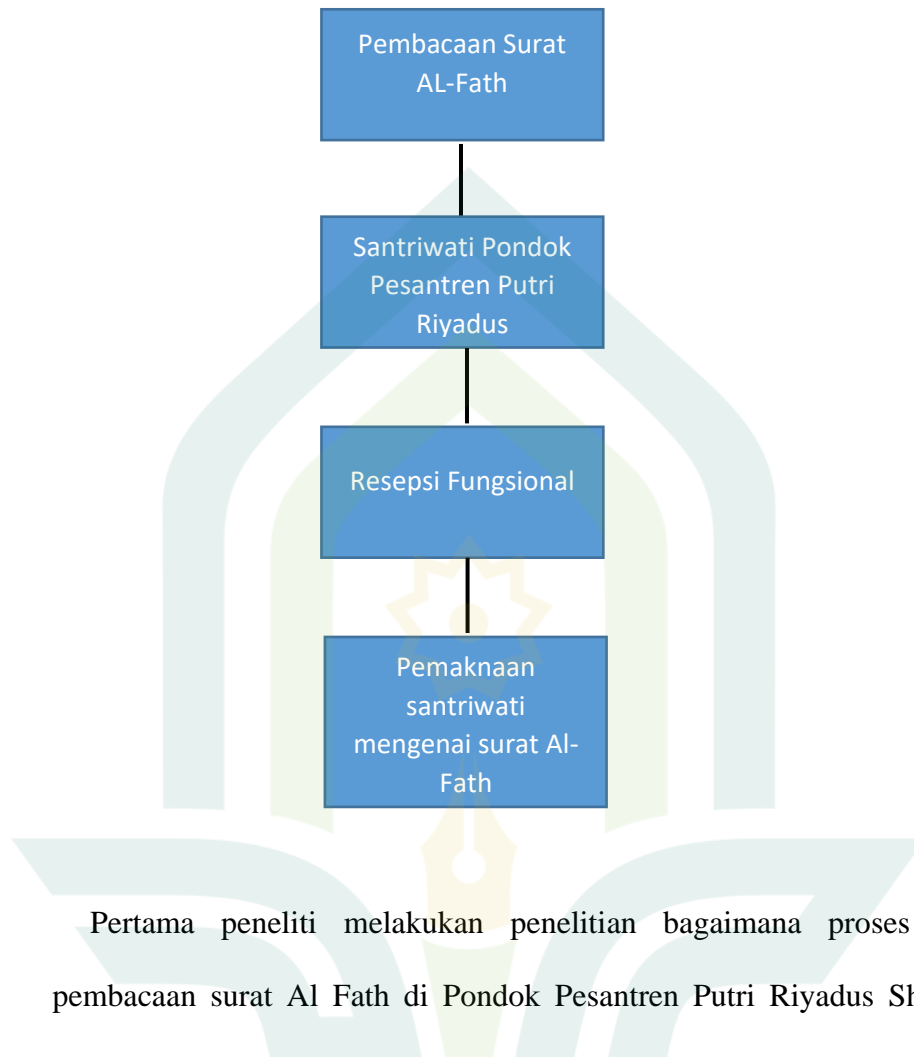 Pembacaan Surat
AL-Fath
Santriwati Pondok
Pesantren Putri
Riyadus
Resepsi Fungsional
Pemaknaan
santriwati
mengenai surat Al-
Fath
Pertama peneliti melakukan penelitian bagaimana proses
pembacaan surat Al Fath di Pondok Pesantren Putri Riyadus